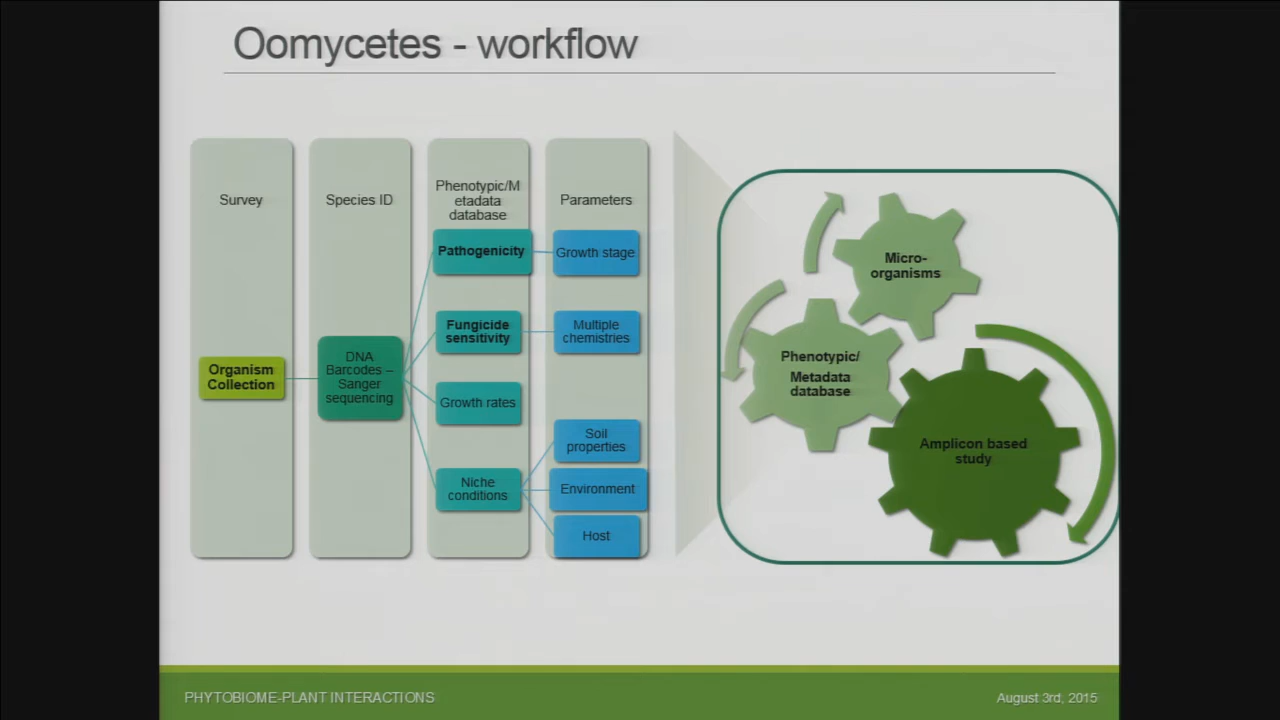 Oomycetes - workflow
Survey
Species ID
Phenotypic/M
etadata
database
Parameters
Organism
Collection
DNA
Barcodes –
Sanger
sequencing
Pathogenicity
Fungicide
sensitivity
Growth rates
Niche
conditions
Growth stage
Multiple
chemistries
Soil
properties
Environment
Host
Micro-
organisms
Phenotypic/
Metadata
database
Amplicon based
study
PHYTOBIOME-PLANT INTERACTIONS
August 3rd, 2015